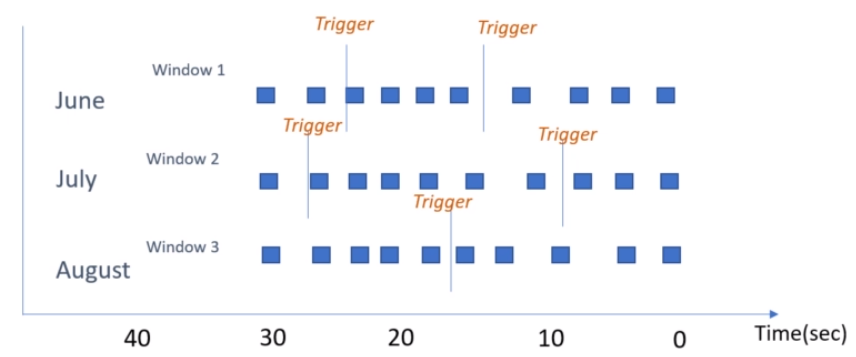 Trigger
Trigger
Window 1
June
Trigger
Trigger
Window 2
July
Trigger
Window 3
August
40
30
20
10
0
Time(sec)